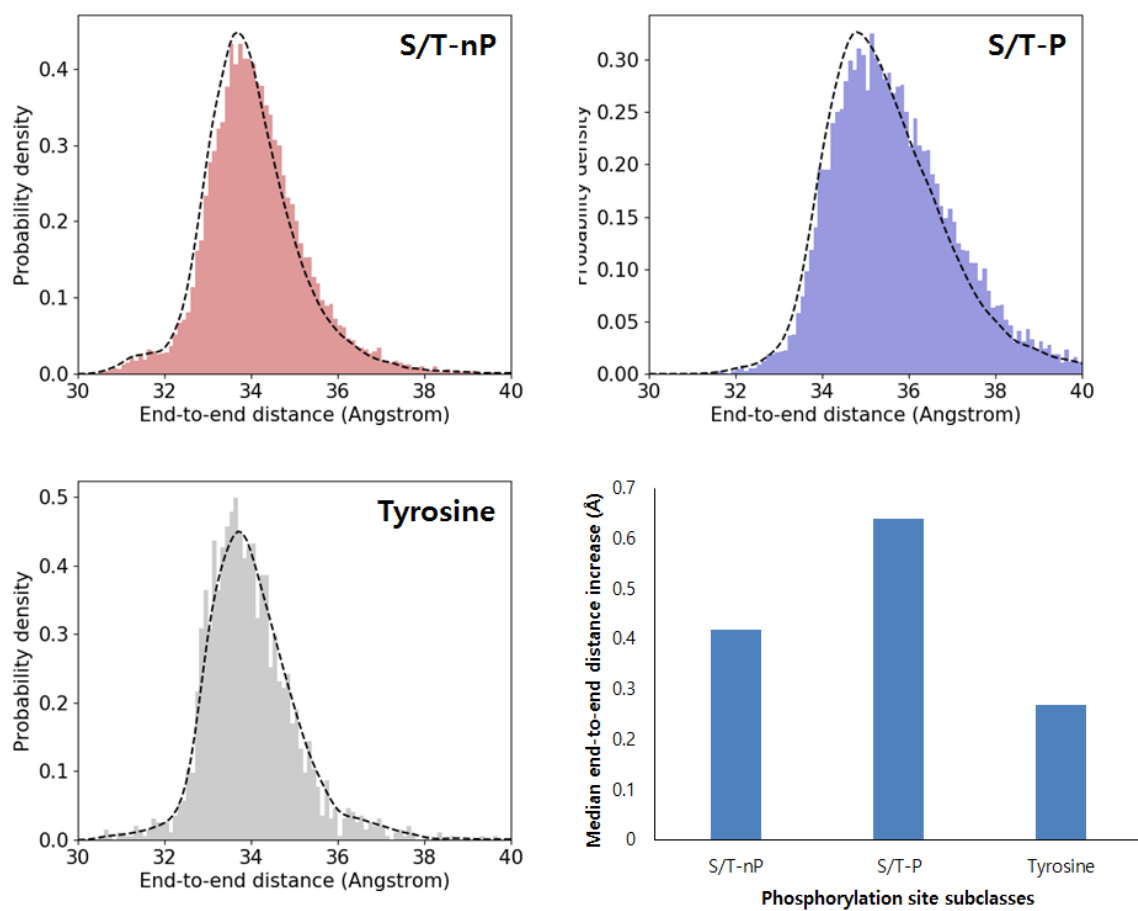 S/T-nP
0.4
0.3
0.2
0.1
0.0
Probability density
30 32 34 36 38 40
End-to-end distance (Angstrom)
S/T-P
0.30
0.25
0.20
0.15
0.10
0.05
0.00
Probability density
30 32 34 36 38 40
End-to-end distance (Angstrom)
Tyrosine
0.5
0.4
0.3
0.2
0.1
0.0
Probability density
30 32 34 36 38 40
End-to-end distance (Angstrom)
0.7
0.6
0.5
0.4
0.3
0.2
0.1
0
Median end-to-end distance increase (Å)
S/T-nP S/T-P Tyrosine
Phosphorylation site subclasses